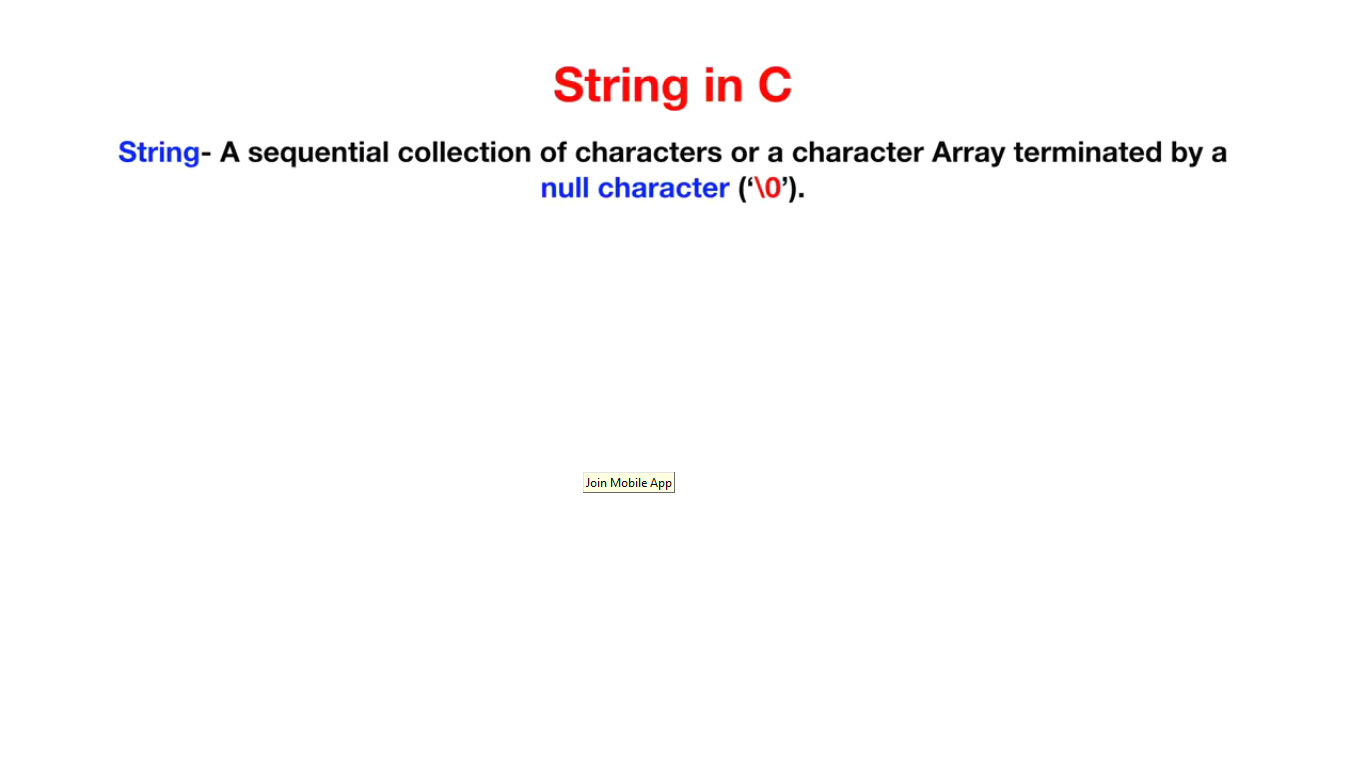 String in C
String- A sequential collection of characters or a character Array terminated by a
null character (‘\0’).
Join Mobile App